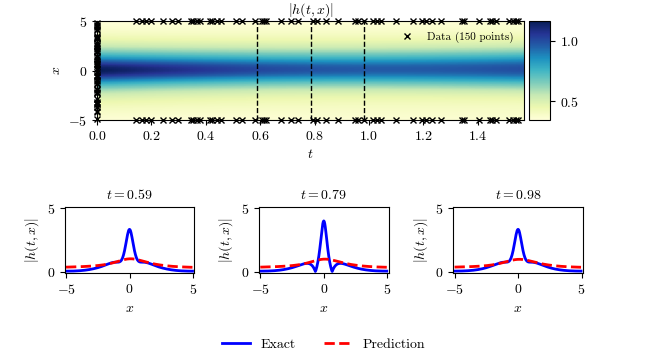 |h(t, x)|
5
0
−5
x
Data (150 points)
1.0
0.5
0.0 0.2 0.4 0.6 0.8 1.0 1.2 1.4
t
t = 0.59 t = 0.79 t = 0.98
|h(t, x)| |h(t, x)| |h(t, x)|
5 5 5
0 0 0
−5 0 5 −5 0 5 −5 0 5
x x x
Exact Prediction